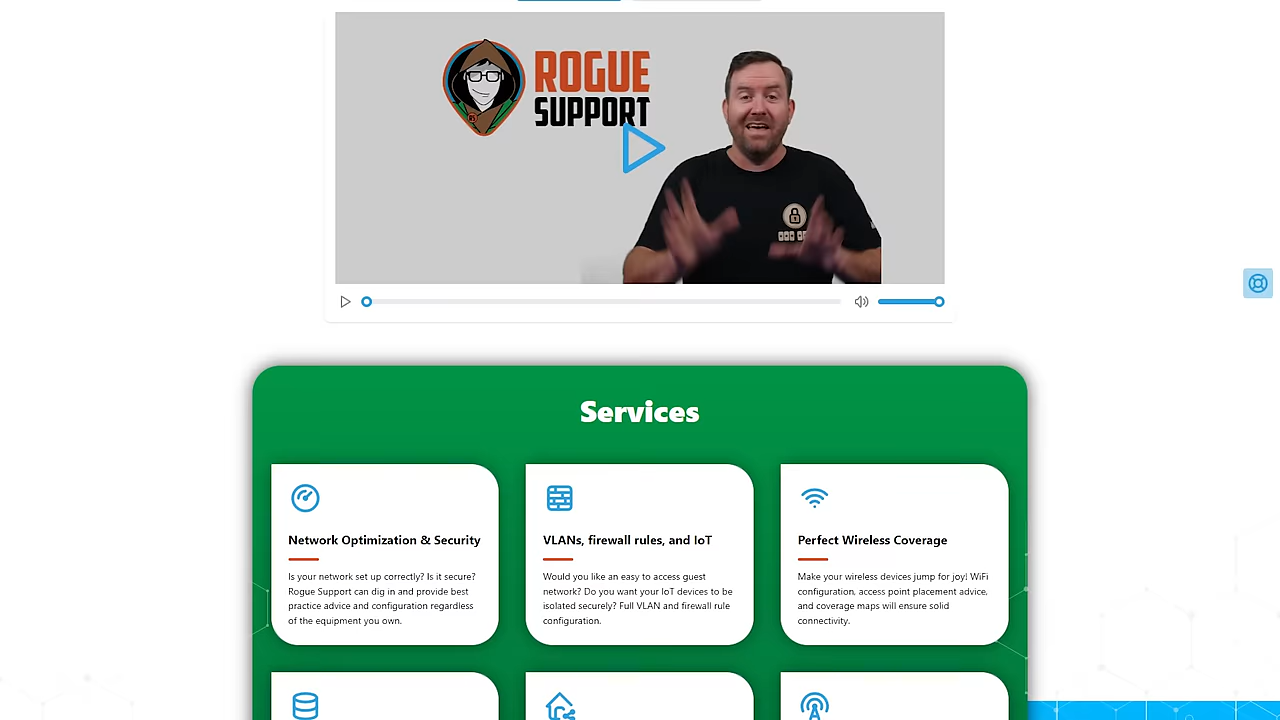 ROGUE
SUPPORT
Services
Network Optimization & Security
Is your network set up correctly? Is it secure?
Rogue Support can dig in and provide best
practice advice and configuration regardless
of the equipment you own.
VLANs, firewall rules, and IoT
Would you like an easy to access guest
network? Do you want your IoT devices to be
isolated securely? Full VLAN and firewall rule
configuration.
Perfect Wireless Coverage
Make your wireless devices jump for joy! WiFi
configuration, access point placement advice,
and coverage maps will ensure solid
connectivity.